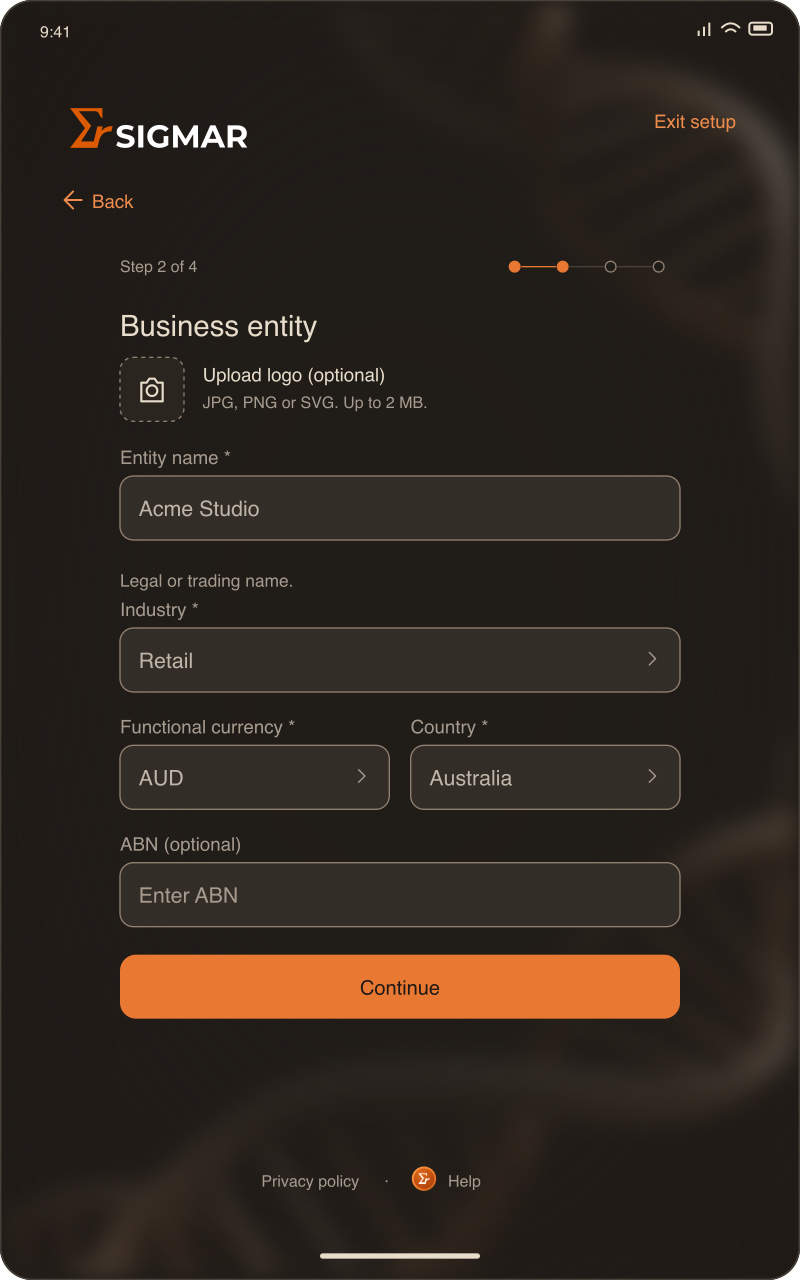 9:41
Σr SIGMAR
Exit setup
Back
Step 2 of 4
Business entity
Upload logo (optional)
JPG, PNG or SVG. Up to 2 MB.
Entity name *
Acme Studio
Legal or trading name.
Industry *
Retail
Functional currency * Country *
AUD Australia
ABN (optional)
Enter ABN
Continue
Privacy policy · Σr Help